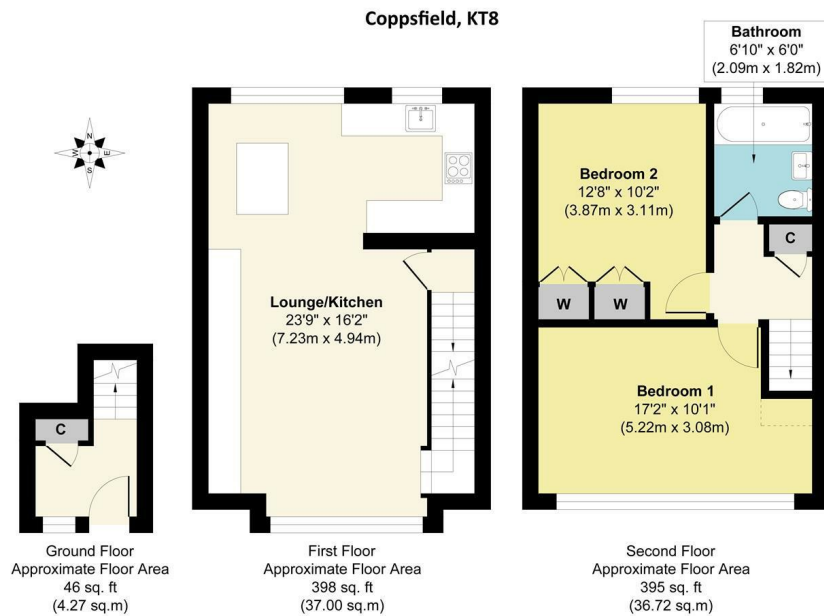 Coppsfield, KT8
N
W
E
S
Bathroom
6'10" x 6'0"
(2.09m x 1.82m)
Bedroom 2
12'8" x 10'2"
(3.87m x 3.11m)
C
W
W
Lounge/Kitchen
23'9" x 16'2"
(7.23m x 4.94m)
Bedroom 1
17'2" x 10'1"
(5.22m x 3.08m)
C
Ground Floor
Approximate Floor Area
46 sq. ft
(4.27 sq.m)
First Floor
Approximate Floor Area
398 sq. ft
(37.00 sq.m)
Second Floor
Approximate Floor Area
395 sq. ft
(36.72 sq.m)